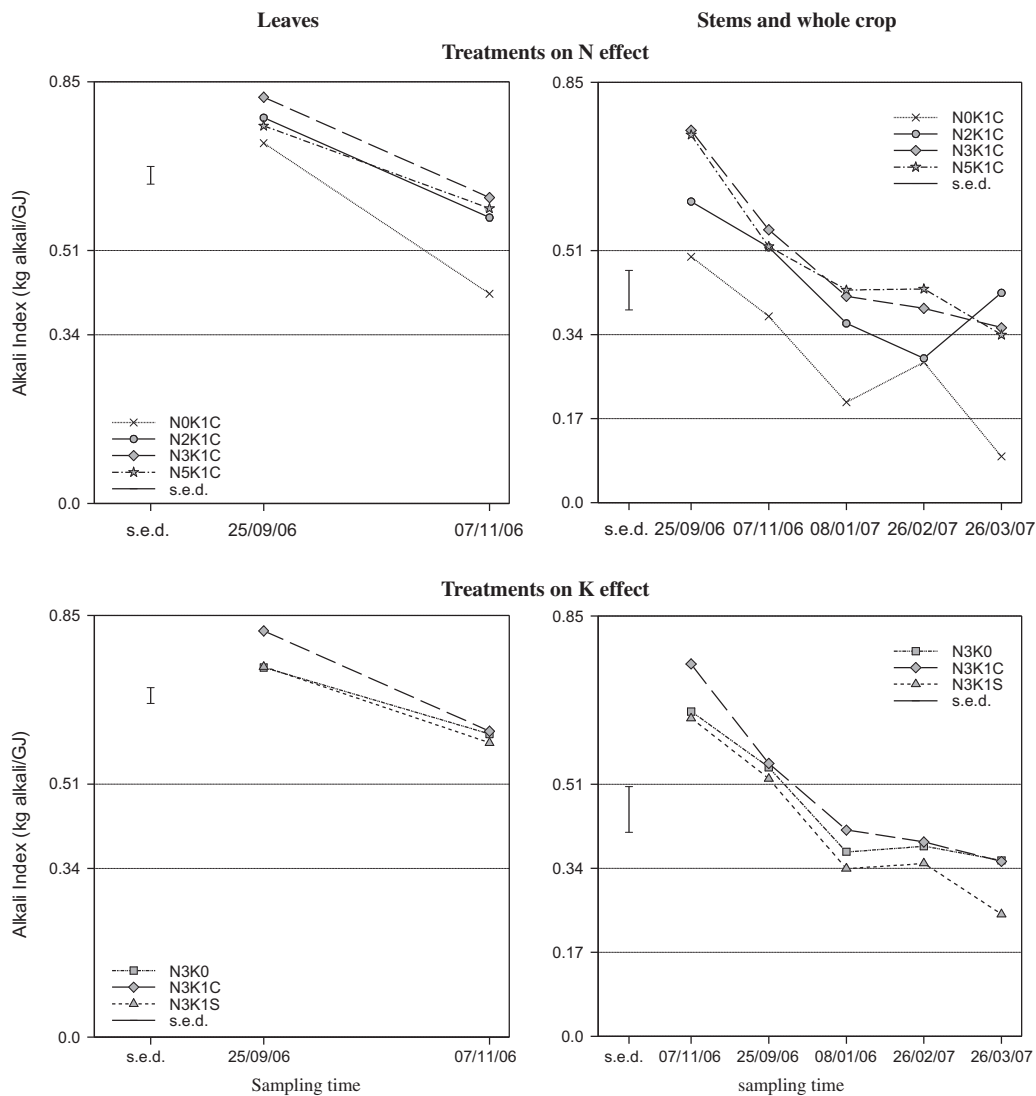 Leaves
Stems and whole crop
Treatments on N effect
Alkali Index (kg alkali/GJ)
0.85
0.51
0.34
0.0
N0K1C
N2K1C
N3K1C
N5K1C
s.e.d.
s.e.d.
25/09/06
07/11/06
0.85
0.51
0.34
0.17
0.0
N0K1C
N2K1C
N3K1C
N5K1C
s.e.d.
s.e.d.
25/09/06
07/11/06
08/01/07
26/02/07
26/03/07
Treatments on K effect
Alkali Index (kg alkali/GJ)
0.85
0.51
0.34
0.0
N3K0
N3K1C
N3K1S
s.e.d.
s.e.d.
25/09/06
07/11/06
Sampling time
0.85
0.51
0.34
0.17
0.0
N3K0
N3K1C
N3K1S
s.e.d.
s.e.d.
07/11/06
25/09/06
08/01/06
26/02/07
26/03/07
sampling time